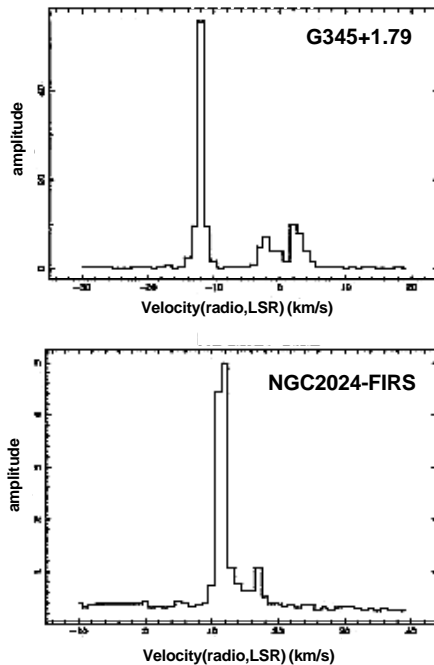 G345+1.79
amplitude
-30 -20 -10 0 10 20
Velocity(radio,LSR) (km/s)
NGC2024-FIRS
amplitude
Velocity(radio,LSR) (km/s)